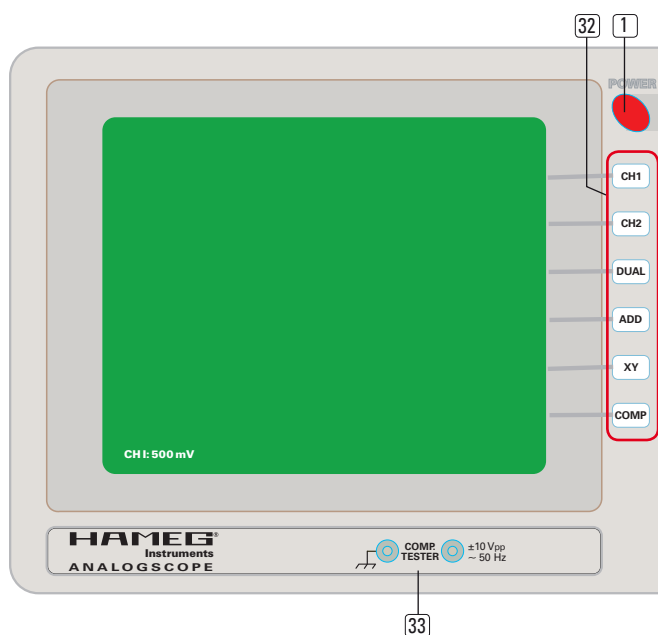 32 1
POWER
CH1
CH2
DUAL
ADD
XY
COMP
CH I: 500 mV
HAMEG®
Instruments
ANALOGSCOPE
COMP.
TESTER
±10 Vpp
~ 50 Hz
33